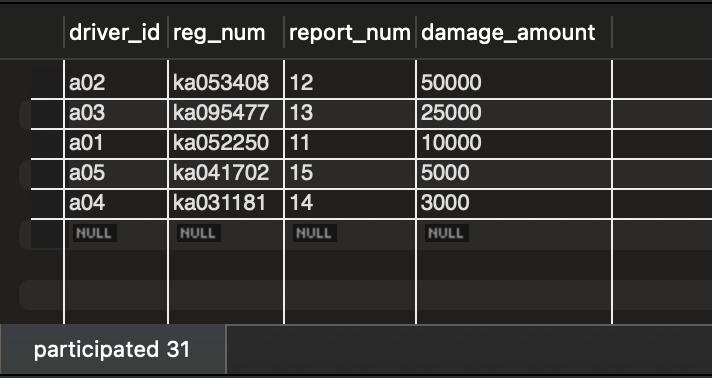 driver_id reg_num report_num damage_amount
a02 ka053408 12 50000
a03 ka095477 13 25000
a01 ka052250 11 10000
a05 ka041702 15 5000
a04 ka031181 14 3000
NULL NULL NULL NULL
participated 31